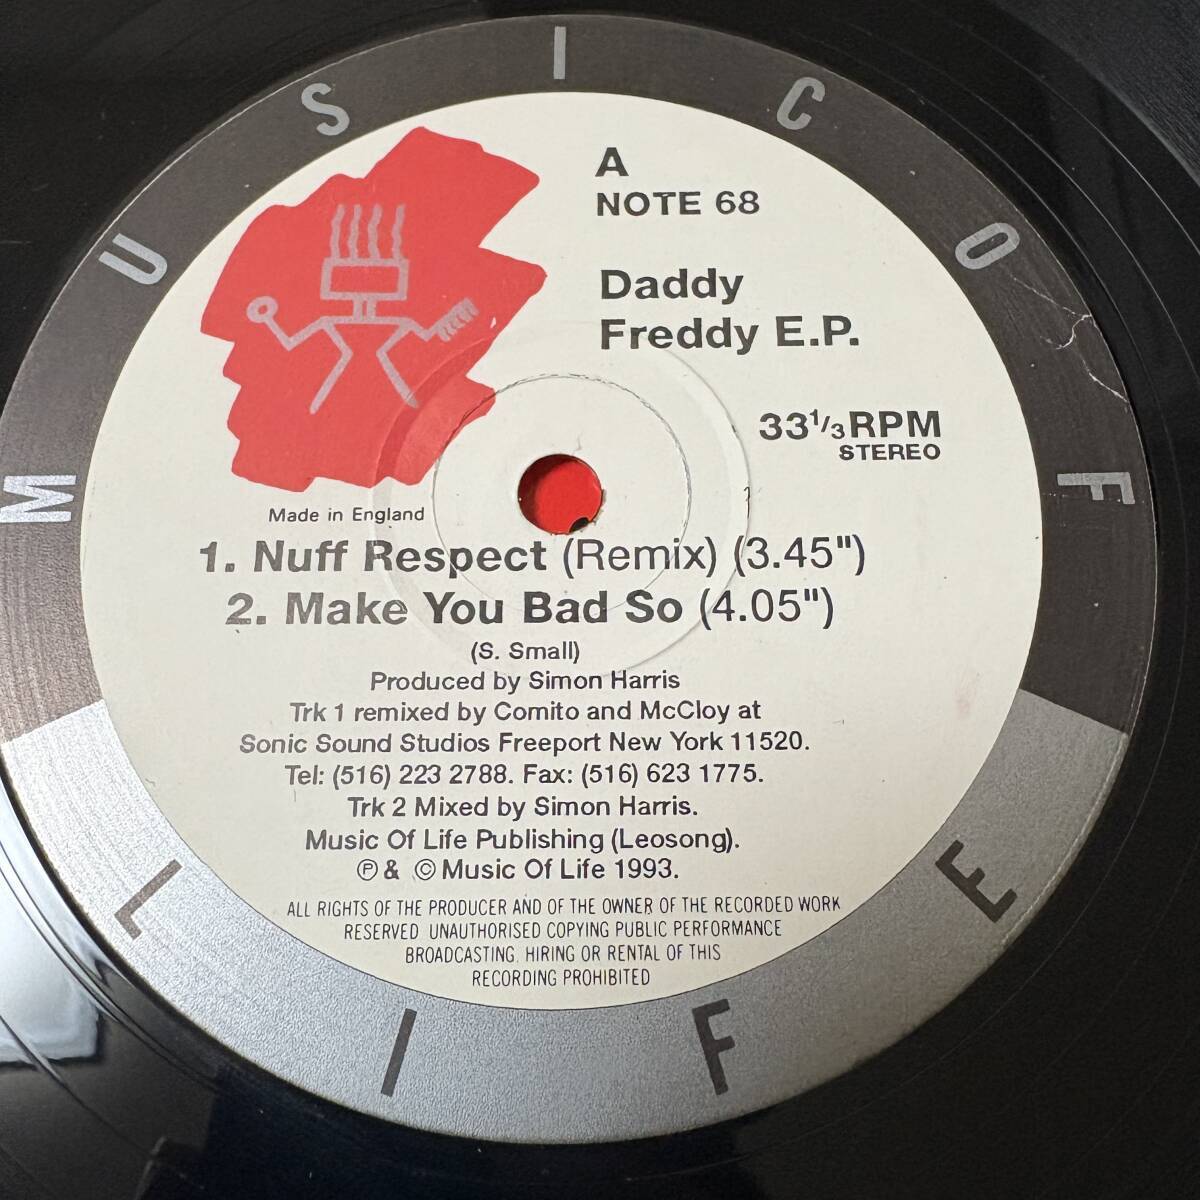 MUSIC OF LIFE
A
NOTE 68
Daddy
Freddy E.P.
33 1/3 RPM
STEREO
Made in England
1. Nuff Respect (Remix) (3.45")
2. Make You Bad So (4.05")
(S. Small)
Produced by Simon Harris
Trk 1 remixed by Comito and McCloy at
Sonic Sound Studios Freeport New York 11520.
Tel: (516) 223 2788. Fax: (516) 623 1775.
Trk 2 Mixed by Simon Harris.
Music Of Life Publishing (Leosong).
Ⓟ & © Music Of Life 1993.
ALL RIGHTS OF THE PRODUCER AND OF THE OWNER OF THE RECORDED WORK
RESERVED UNAUTHORISED COPYING PUBLIC PERFORMANCE
BROADCASTING, HIRING OR RENTAL OF THIS
RECORDING PROHIBITED